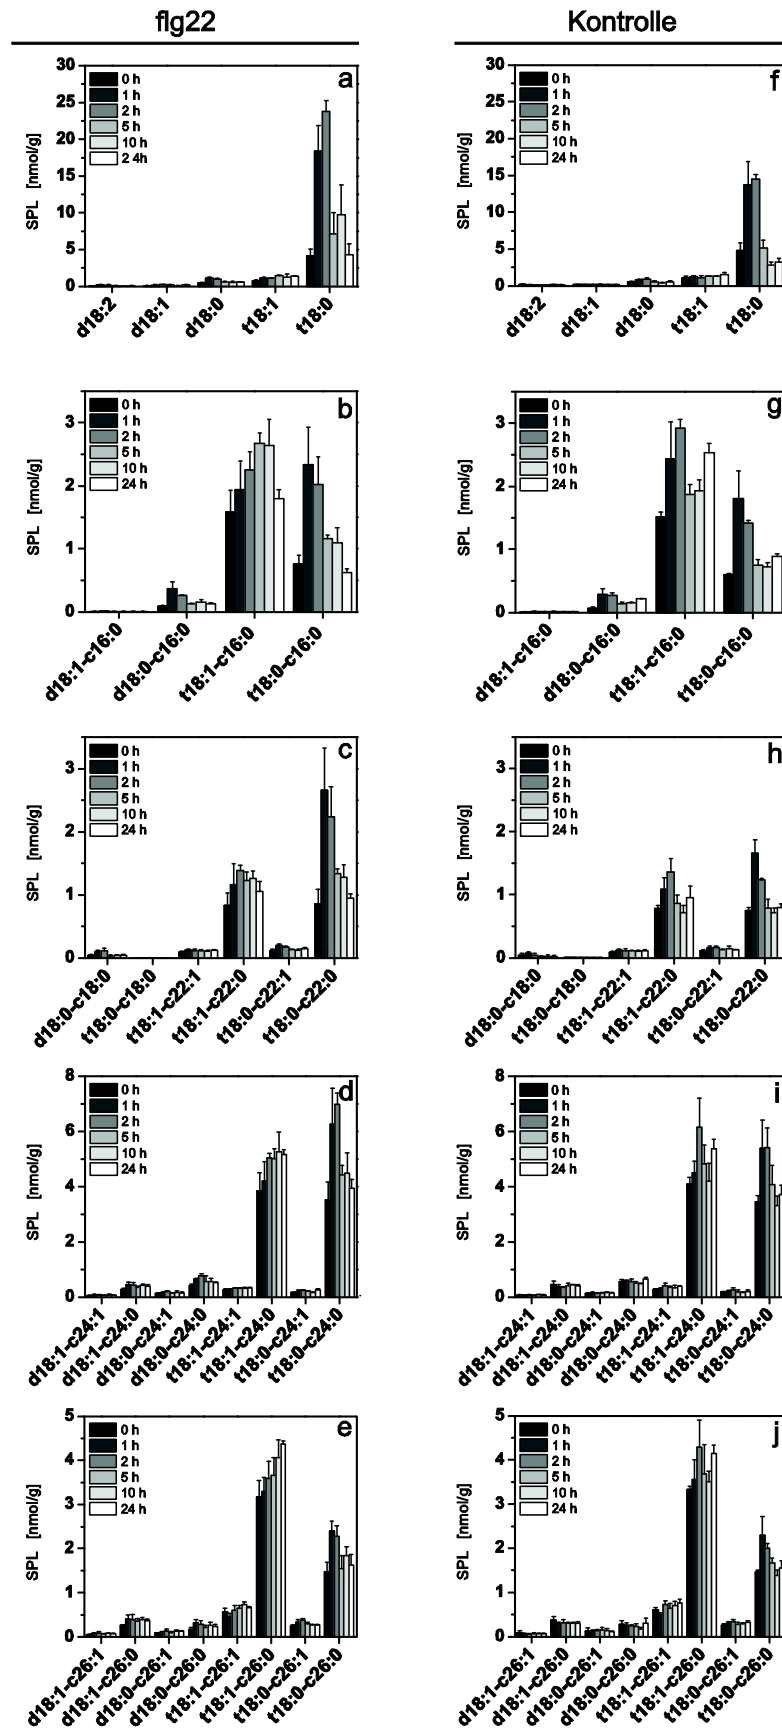 flg22
Kontrolle
a
30
25
20
15
10
5
0
SPL [nmol/g]
0 h
1 h
2 h
5 h
10 h
2 4h
d18:2
d18:1
d18:0
t18:1
t18:0
f
30
25
20
15
10
5
0
SPL [nmol/g]
0 h
1 h
2 h
5 h
10 h
24 h
d18:2
d18:1
d18:0
t18:1
t18:0
b
3
2
1
0
SPL [nmol/g]
0 h
1 h
2 h
5 h
10 h
24 h
d18:1-c16:0
d18:0-c16:0
t18:1-c16:0
t18:0-c16:0
g
3
2
1
0
SPL [nmol/g]
0 h
1 h
2 h
5 h
10 h
24 h
d18:1-c16:0
d18:0-c16:0
t18:1-c16:0
t18:0-c16:0
c
3
2
1
0
SPL [nmol/g]
0 h
1 h
2 h
5 h
10 h
24 h
d18:0-c18:0
t18:0-c18:0
t18:1-c22:1
t18:1-c22:0
t18:0-c22:1
t18:0-c22:0
h
3
2
1
0
SPL [nmol/g]
0 h
1 h
2 h
5 h
10 h
24 h
d18:0-c18:0
t18:0-c18:0
t18:1-c22:1
t18:1-c22:0
t18:0-c22:1
t18:0-c22:0
d
8
6
4
2
0
SPL [nmol/g]
0 h
1 h
2 h
5 h
10 h
24 h
d18:1-c24:1
d18:1-c24:0
d18:0-c24:1
d18:0-c24:0
t18:1-c24:1
t18:1-c24:0
t18:0-c24:1
t18:0-c24:0
i
8
6
4
2
0
SPL [nmol/g]
0 h
1 h
2 h
5 h
10 h
24 h
d18:1-c24:1
d18:1-c24:0
d18:0-c24:1
d18:0-c24:0
t18:1-c24:1
t18:1-c24:0
t18:0-c24:1
t18:0-c24:0
e
5
4
3
2
1
0
SPL [nmol/g]
0 h
1 h
2 h
5 h
10 h
24 h
d18:1-c26:1
d18:1-c26:0
d18:0-c26:1
d18:0-c26:0
t18:1-c26:1
t18:1-c26:0
t18:0-c26:1
t18:0-c26:0
j
5
4
3
2
1
0
SPL [nmol/g]
0 h
1 h
2 h
5 h
10 h
24 h
d18:1-c26:1
d18:1-c26:0
d18:0-c26:1
d18:0-c26:0
t18:1-c26:1
t18:1-c26:0
t18:0-c26:1
t18:0-c26:0